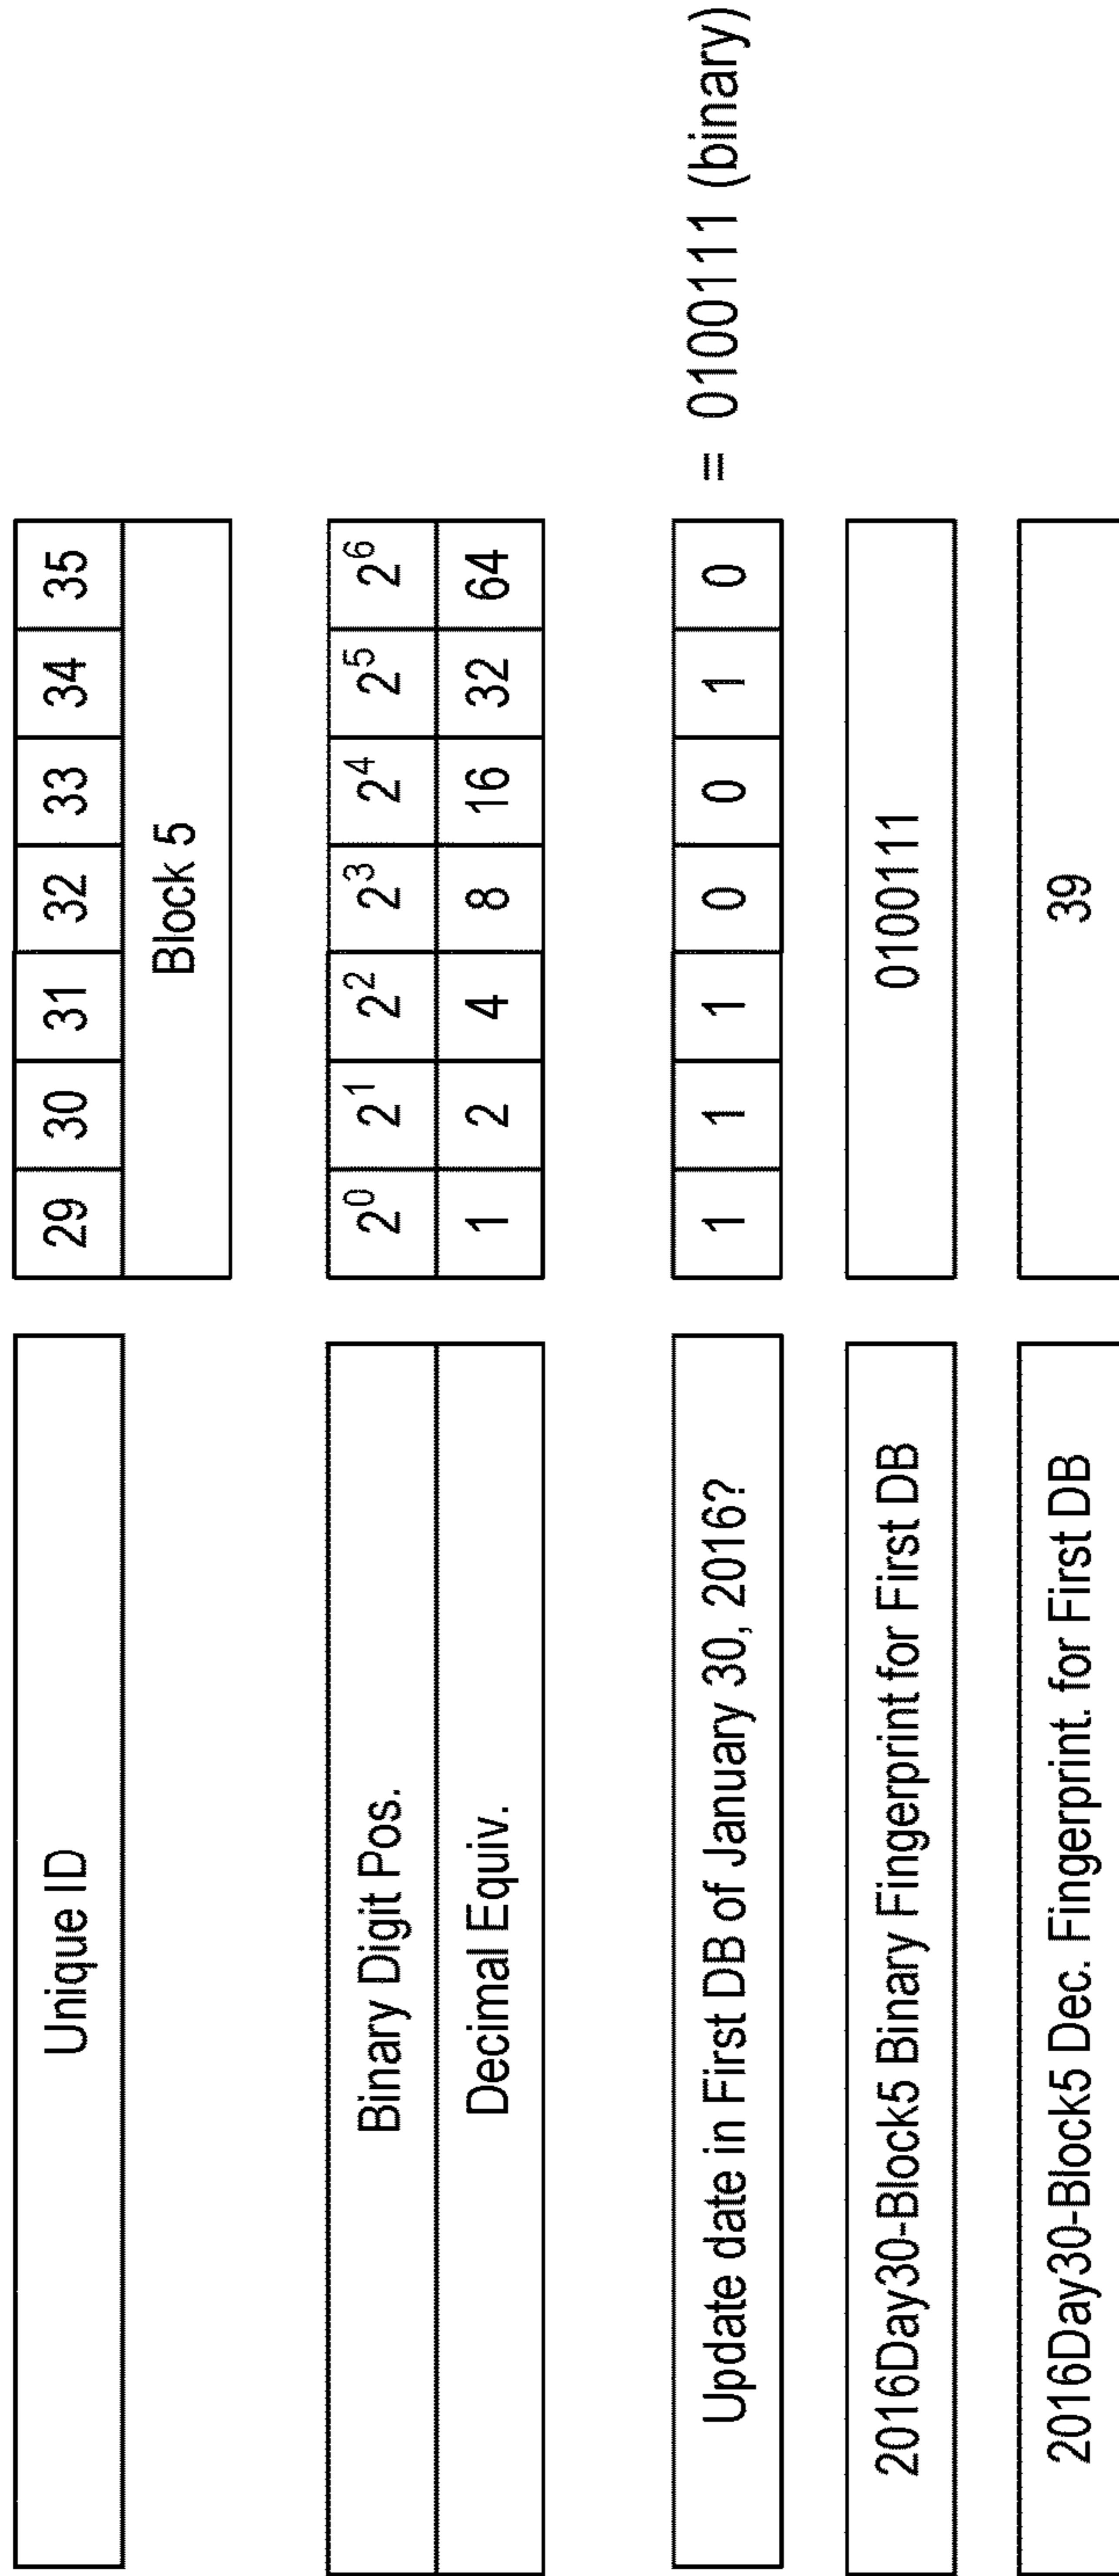 Unique ID 29 30 31 32 33 34 35
Block 5
Binary Digit Pos. 2⁰ 2¹ 2² 2³ 2⁴ 2⁵ 2⁶
Decimal Equiv. 1 2 4 8 16 32 64
Update date in First DB of January 30, 2016? 1 1 1 0 0 1 0 = 0100111 (binary)
2016Day30-Block5 Binary Fingerprint for First DB 0100111
2016Day30-Block5 Dec. Fingerprint. for First DB 39